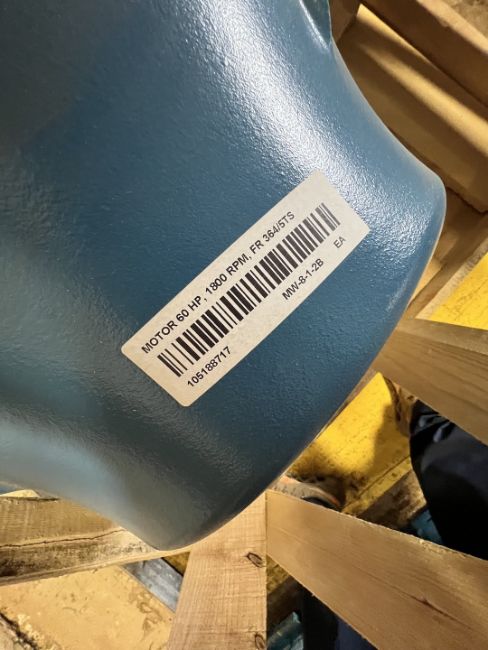 MOTOR 60 HP, 1800 RPM, FR 364/5TS
105188717 MW-8-1-2B EA